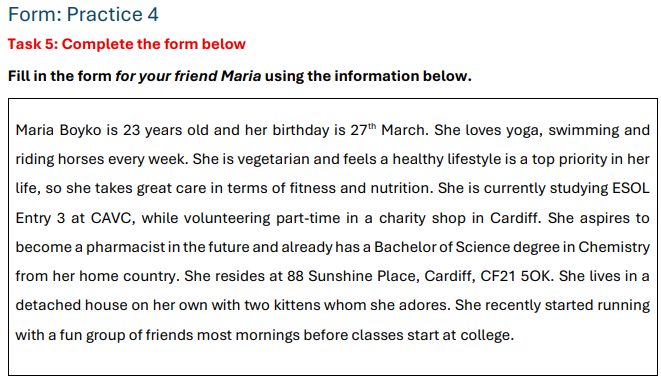 Form: Practice 4
Task 5: Complete the form below
Fill in the form for your friend Maria using the information below.
Maria Boyko is 23 years old and her birthday is 27th March. She loves yoga, swimming and
riding horses every week. She is vegetarian and feels a healthy lifestyle is a top priority in her
life, so she takes great care in terms of fitness and nutrition. She is currently studying ESOL
Entry 3 at CAVC, while volunteering part-time in a charity shop in Cardiff. She aspires to
become a pharmacist in the future and already has a Bachelor of Science degree in Chemistry
from her home country. She resides at 88 Sunshine Place, Cardiff, CF21 5OK. She lives in a
detached house on her own with two kittens whom she adores. She recently started running
with a fun group of friends most mornings before classes start at college.